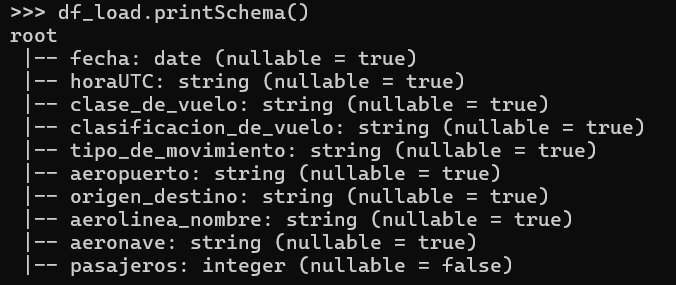 >>> df_load.printSchema()
root
 |-- fecha: date (nullable = true)
 |-- horaUTC: string (nullable = true)
 |-- clase_de_vuelo: string (nullable = true)
 |-- clasificacion_de_vuelo: string (nullable = true)
 |-- tipo_de_movimiento: string (nullable = true)
 |-- aeropuerto: string (nullable = true)
 |-- origen_destino: string (nullable = true)
 |-- aerolinea_nombre: string (nullable = true)
 |-- aeronave: string (nullable = true)
 |-- pasajeros: integer (nullable = false)